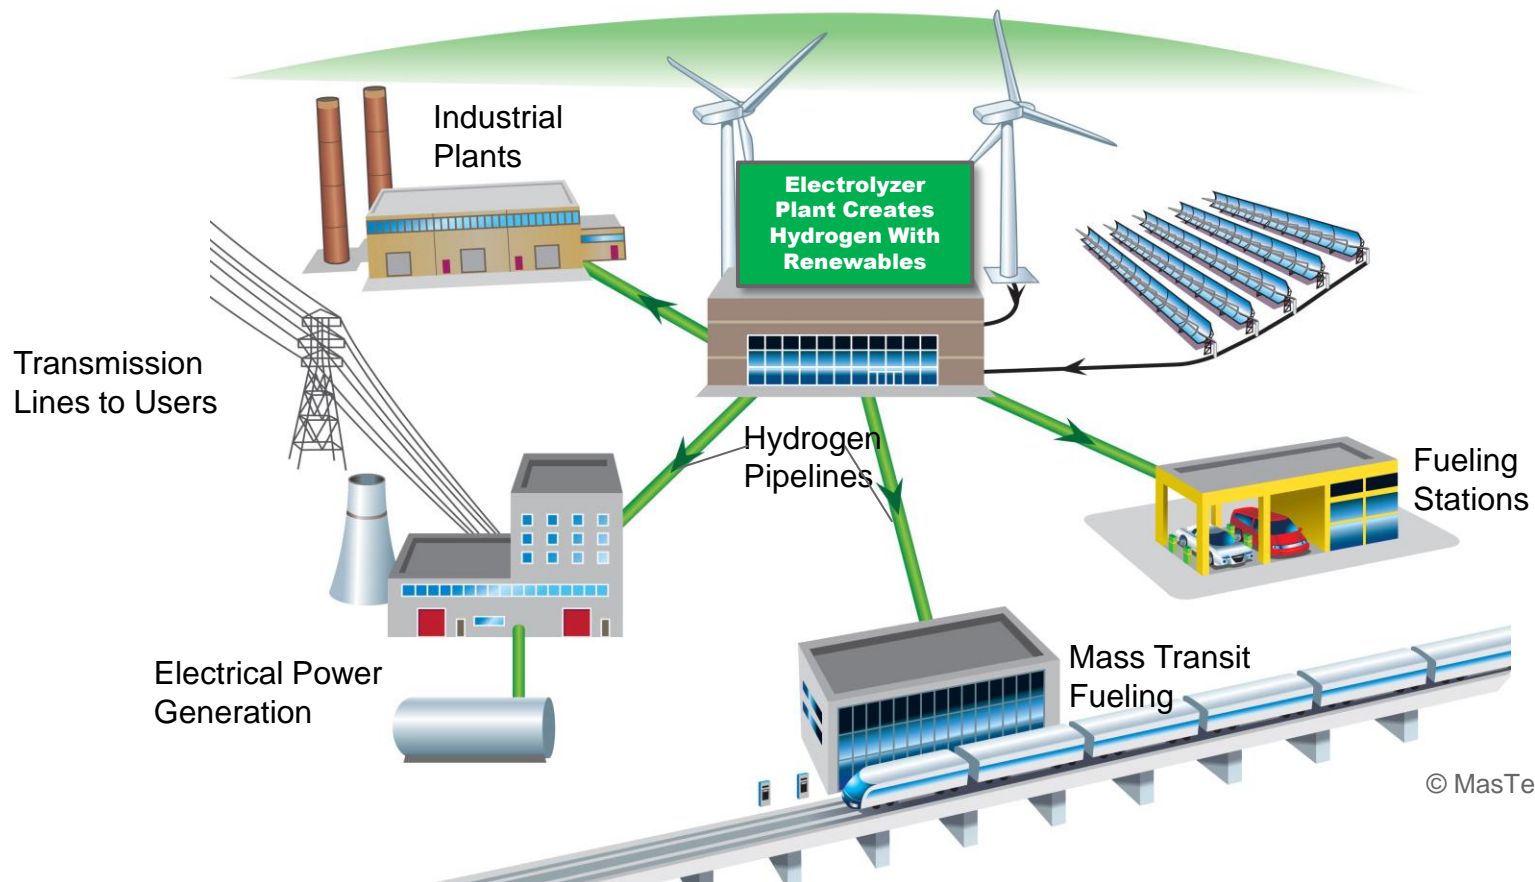 Industrial
Plants
Electrolyzer
Plant Creates
Hydrogen With
Renewables
Transmission
Lines to Users
Hydrogen
Pipelines
Fueling
Stations
Electrical Power
Generation
Mass Transit
Fueling
© MasTe